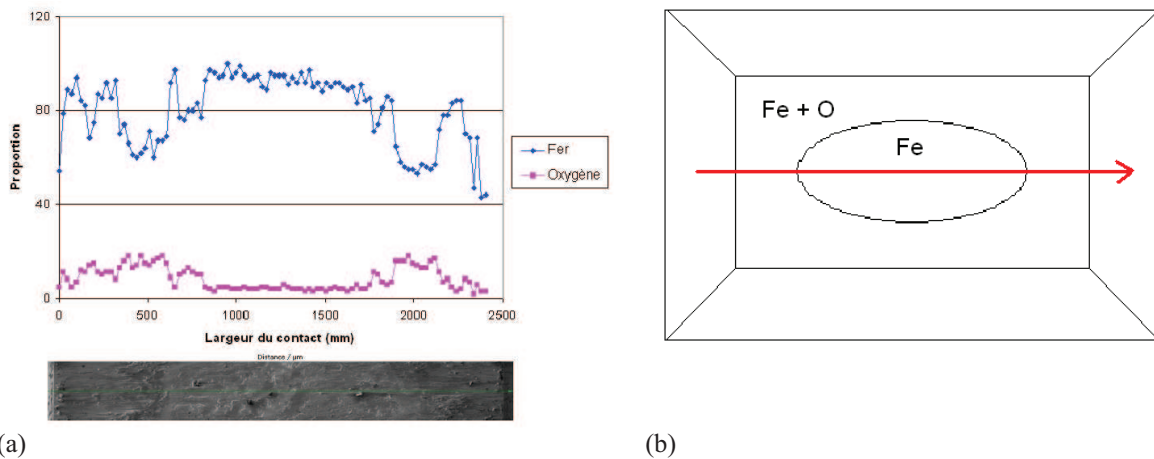 120
80
40
0
Proportion
0
500
1000
1500
2000
2500
Largeur du contact (mm)
Fer
Oxygène
Distance / µm
(a)
Fe + O
Fe
(b)